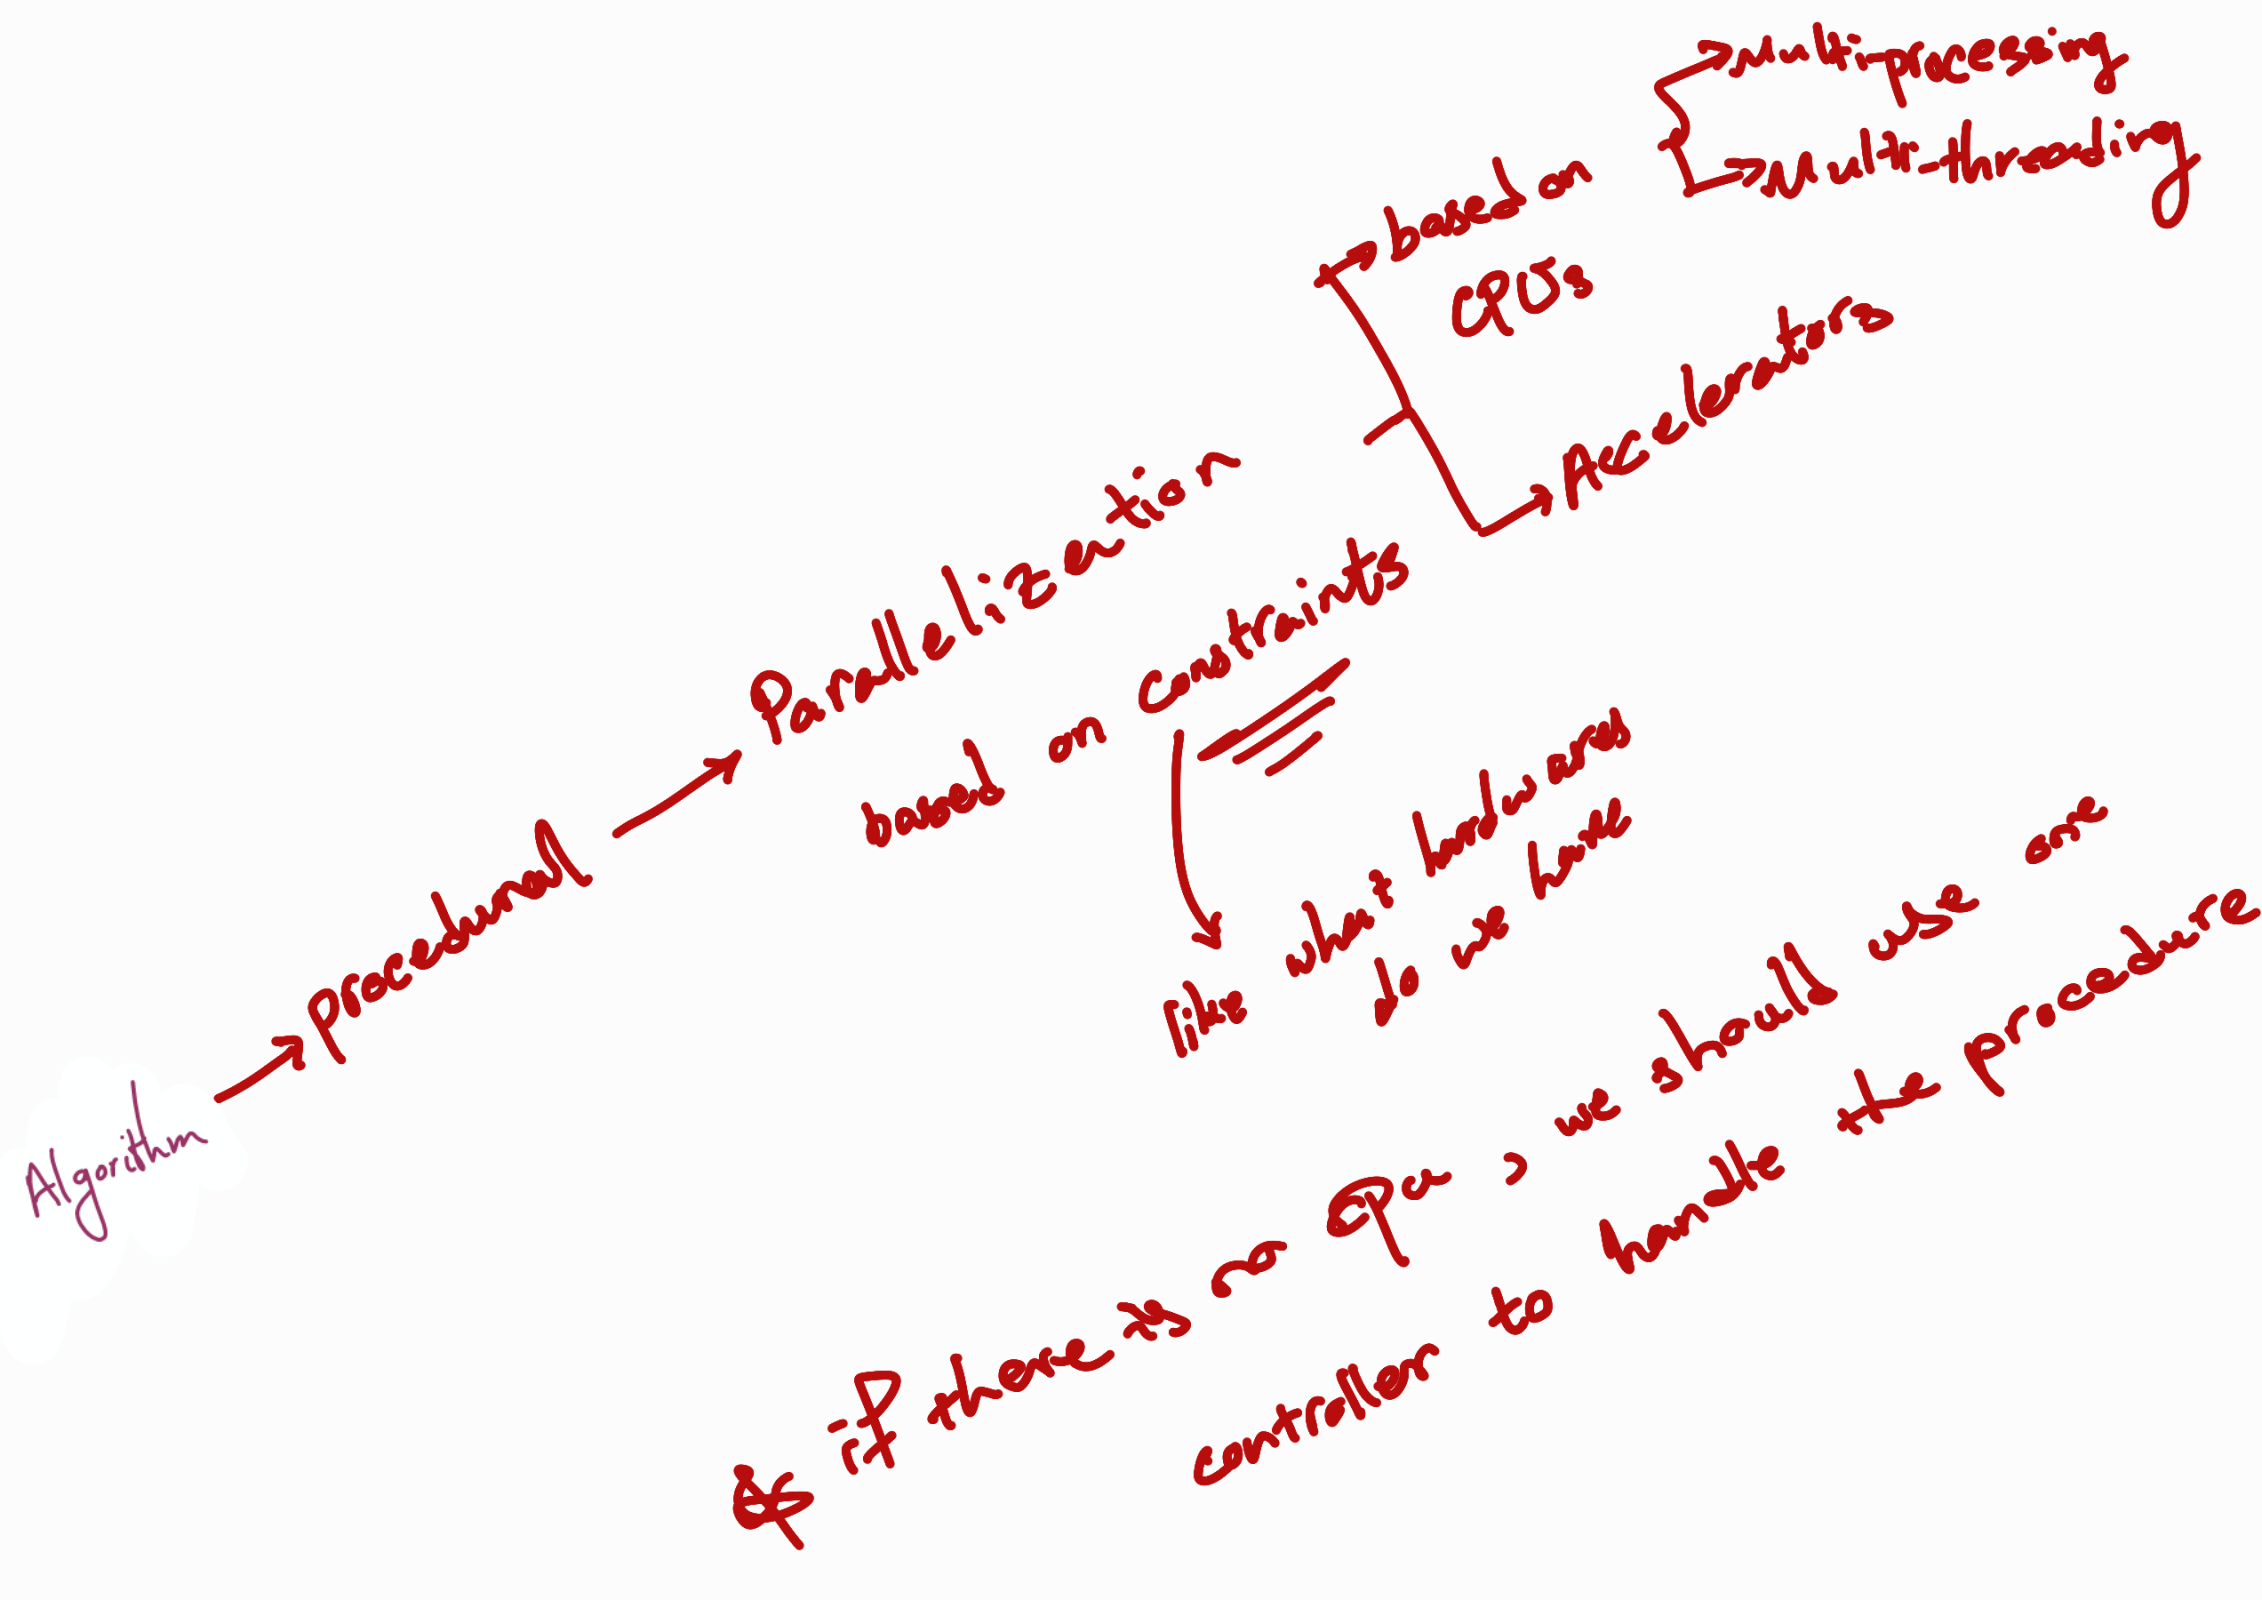 Algorithm
procedural
Parallelization
based on Constraints
based on
CPUs
Accelerators
Multi-processing
Multi-threading
like what hardwares
do we have
& if there is no CPU, we should use one
controller to handle the procedure